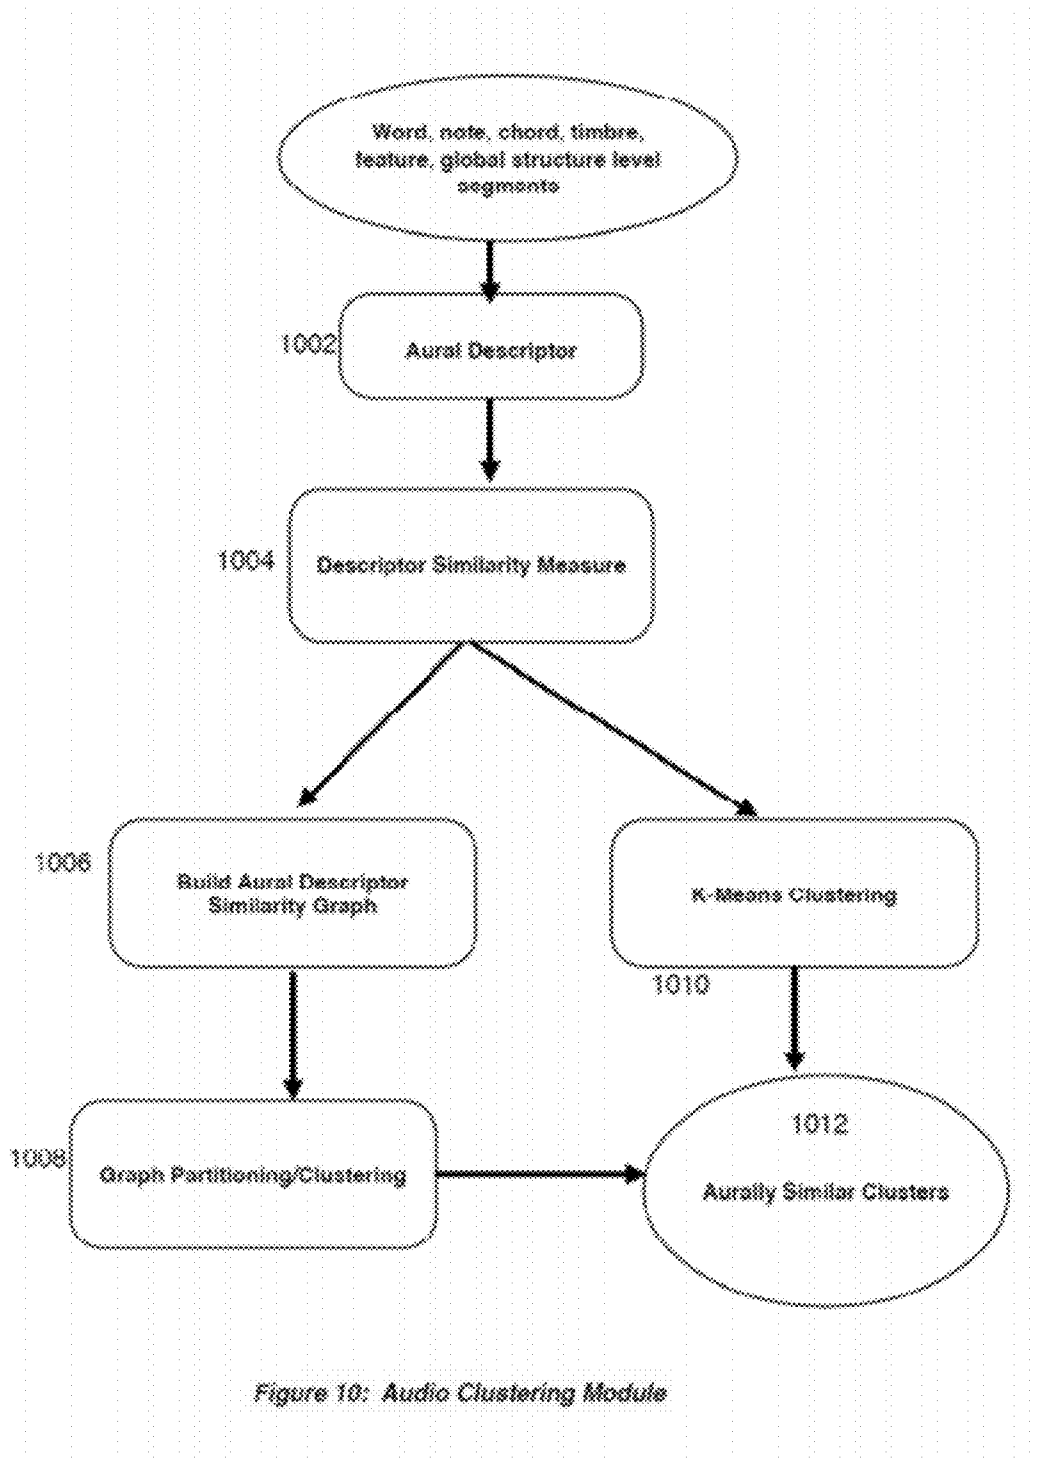 Word, note, chord, timbre,
feature, global structure level
segments
1002
Aural Descriptor
1004
Descriptor Similarity Measure
1006
Build Aural Descriptor
Similarity Graph
K-Means Clustering
1010
1008
Graph Partitioning/Clustering
1012
Aurally Similar Clusters
Figure 10: Audio Clustering Module